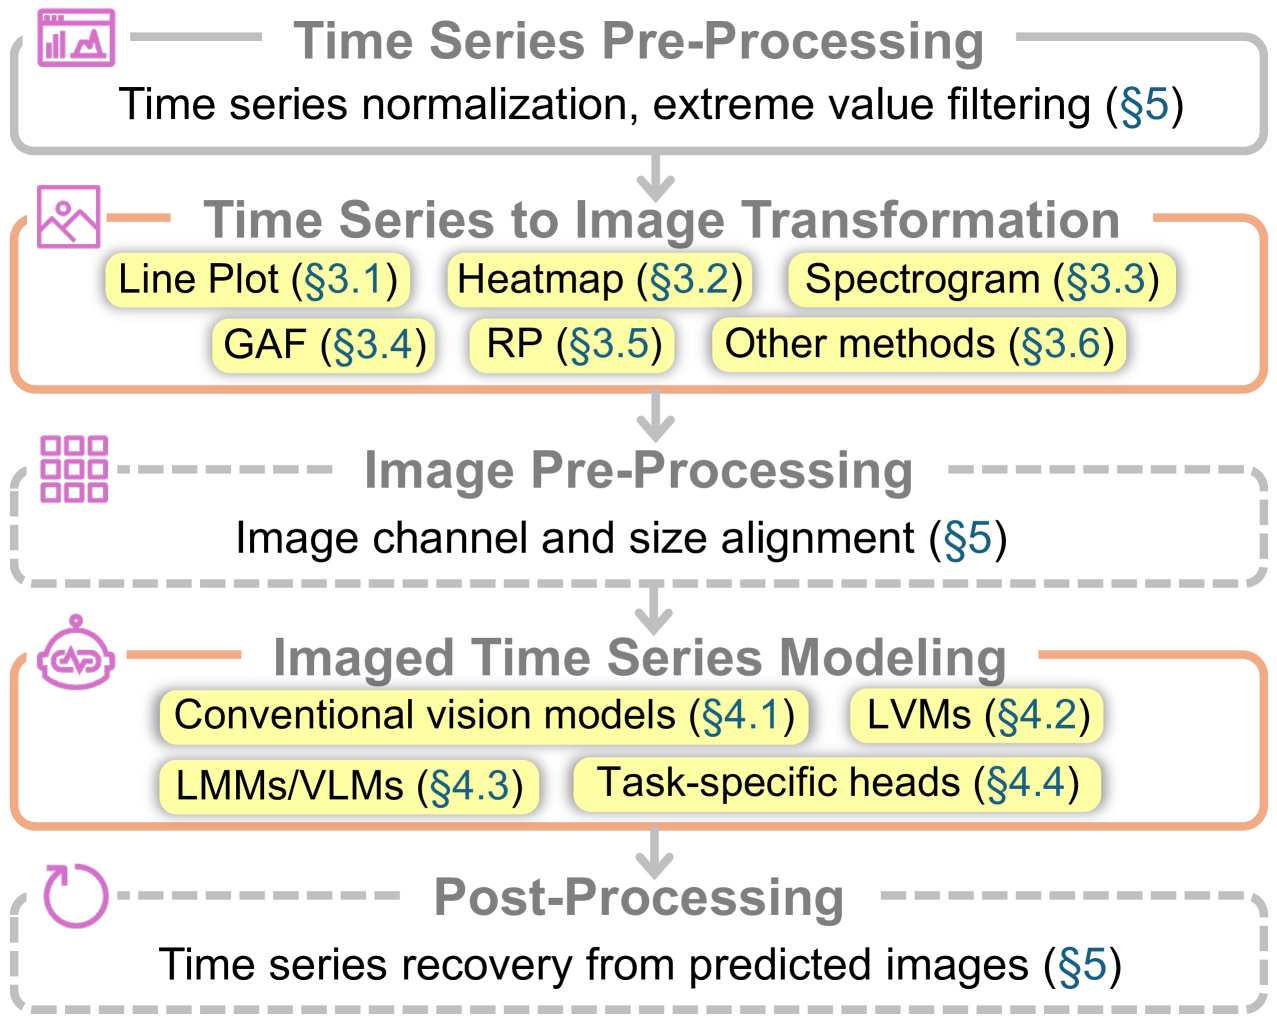 Time Series Pre-Processing
Time series normalization, extreme value filtering (§5)
Time Series to Image Transformation
Line Plot (§3.1) Heatmap (§3.2) Spectrogram (§3.3)
GAF (§3.4) RP (§3.5) Other methods (§3.6)
Image Pre-Processing
Image channel and size alignment (§5)
Imaged Time Series Modeling
Conventional vision models (§4.1) LVMs (§4.2)
LMMs/VLMs (§4.3) Task-specific heads (§4.4)
Post-Processing
Time series recovery from predicted images (§5)